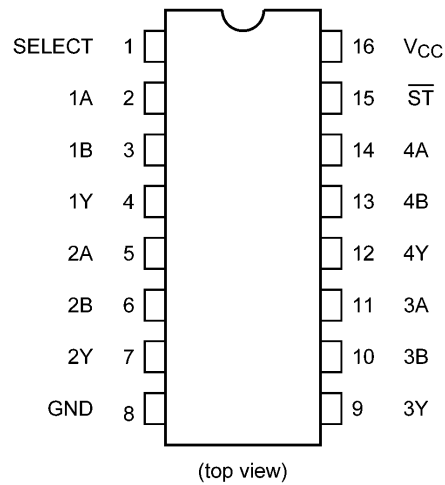 SELECT 1 16 VCC
1A 2 15 S̅T̅
1B 3 14 4A
1Y 4 13 4B
2A 5 12 4Y
2B 6 11 3A
2Y 7 10 3B
GND 8 9 3Y
(top view)